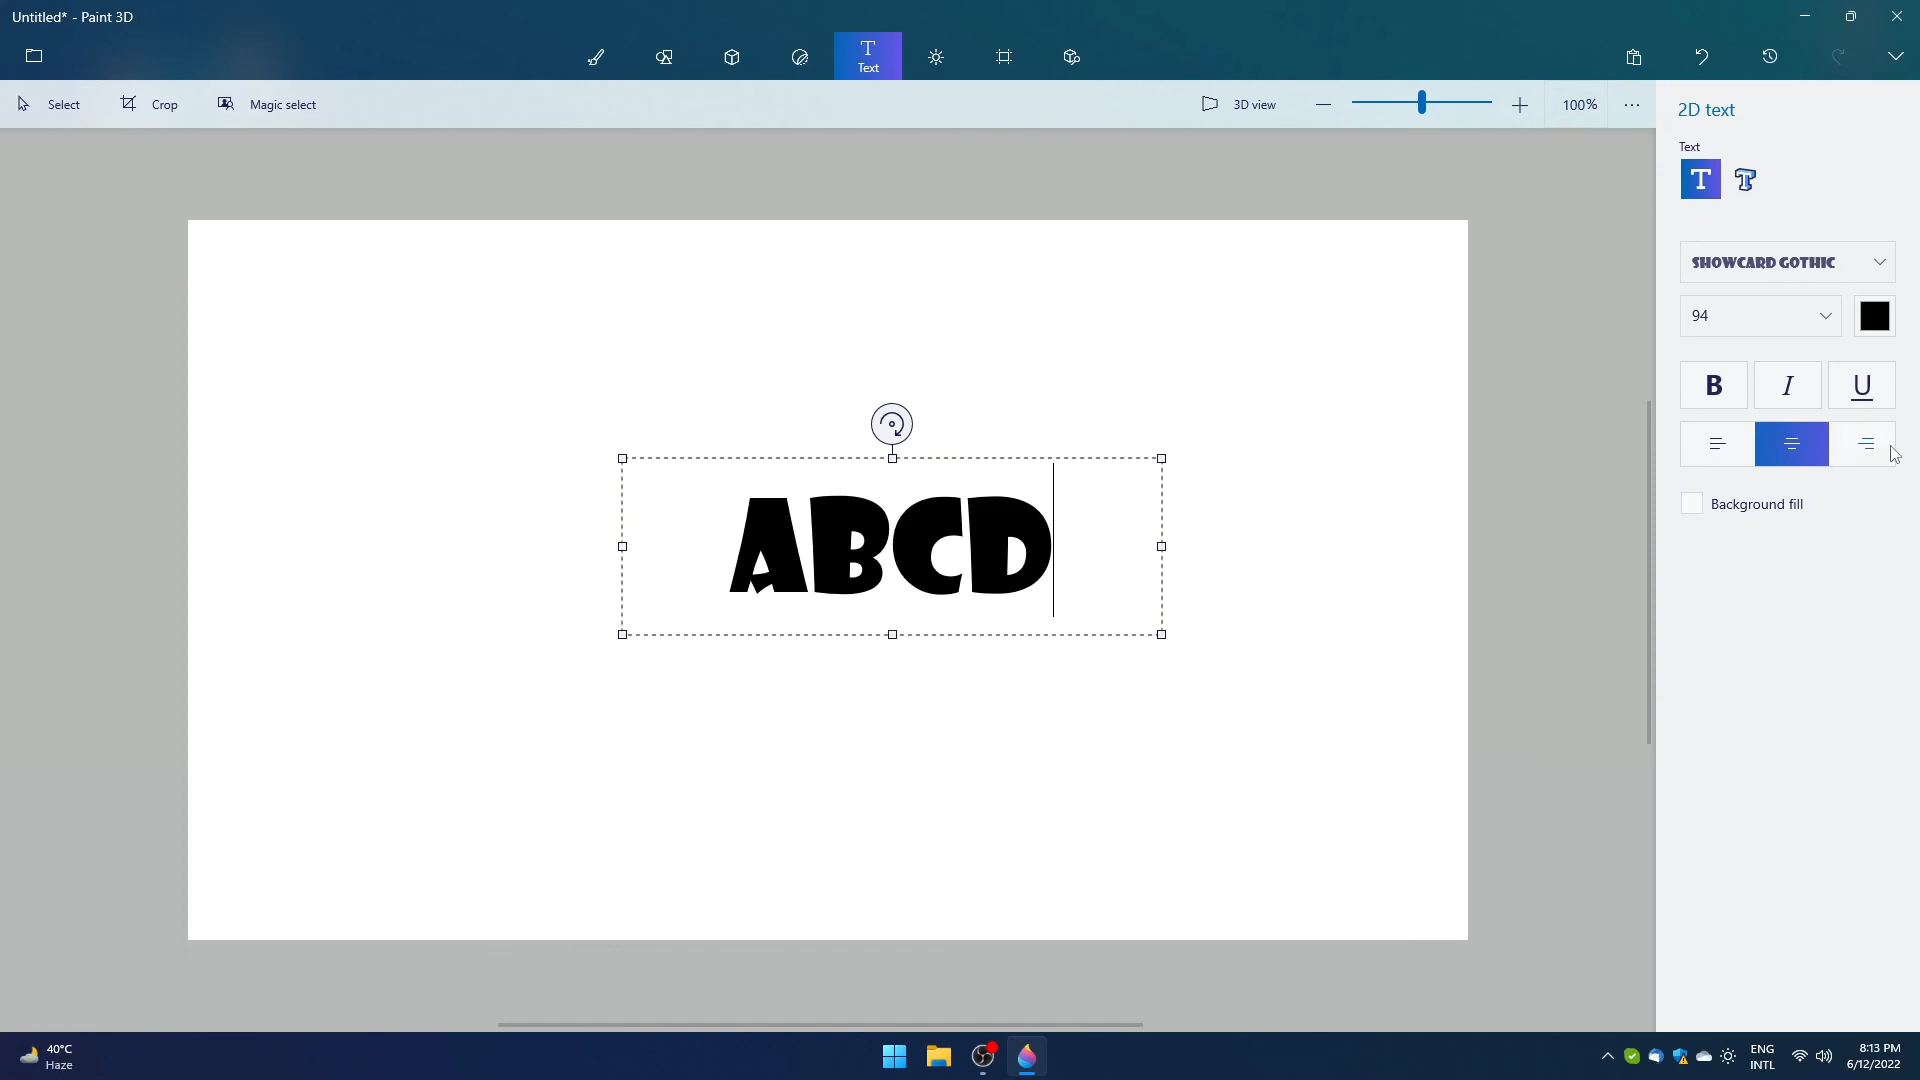 Untitled* - Paint 3D
Text
Select
Crop
Magic select
3D view
100%
2D text
Text
SHOWCARD GOTHIC
94
B I U
Background fill
ABCD
40°C
Haze
ENG
INTL
8:13 PM
6/12/2022